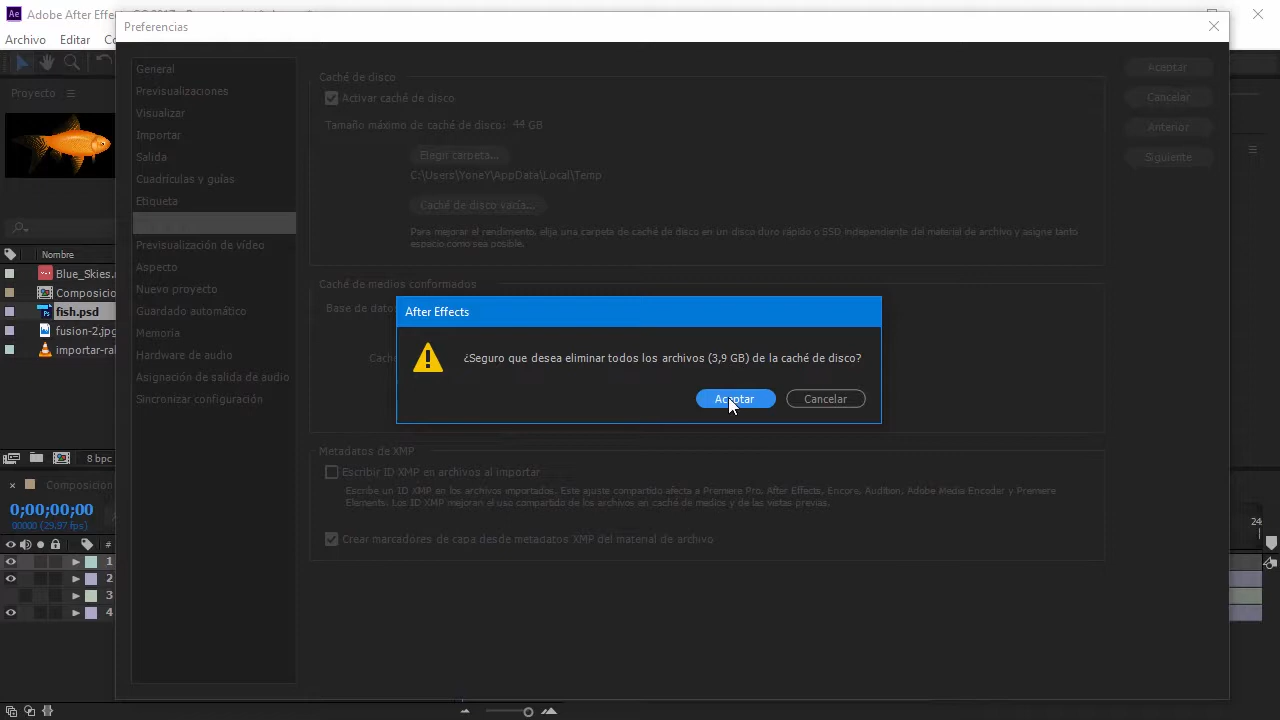 Adobe After Effe
Preferencias
Archivo
Editar
General
Previsualizaciones
Visualizar
Importar
Salida
Cuadrículas y guías
Etiqueta
Previsualización de vídeo
Aspecto
Nuevo proyecto
Guardado automático
Memoria
Hardware de audio
Asignación de salida de audio
Sincronizar configuración
Caché de disco
Activar caché de disco
Tamaño máximo de caché de disco: 44 GB
Elegir carpeta...
C:\Users\YoneY\AppData\Local\Temp
Caché de disco vacía...
Para mejorar el rendimiento, elija una carpeta de caché de disco en un disco duro rápido o SSD independiente del material de archivo y asigne tanto
espacio como sea posible.
Caché de medios conformados
Base de dato
Cach
After Effects
¿Seguro que desea eliminar todos los archivos (3,9 GB) de la caché de disco?
Aceptar
Cancelar
Metadatos de XMP
Escribir ID XMP en archivos al importar
Escribe un ID XMP en los archivos importados. Este ajuste compartido afecta a Premiere Pro, After Effects, Encore, Audition, Adobe Media Encoder y Premiere
Elements. Los ID XMP mejoran el uso compartido de los archivos en caché de medios y de las vistas previas.
Crear marcadores de capa desde metadatos XMP del material de archivo
Aceptar
Cancelar
Anterior
Siguiente
Proyecto
Nombre
Blue_Skies.
Composicio
fish.psd
fusion-2.jpg
importar-ral
8 bpc
Composicion
0;00;00;00
00000 (29.97 fps)
#
1
2
3
4
24